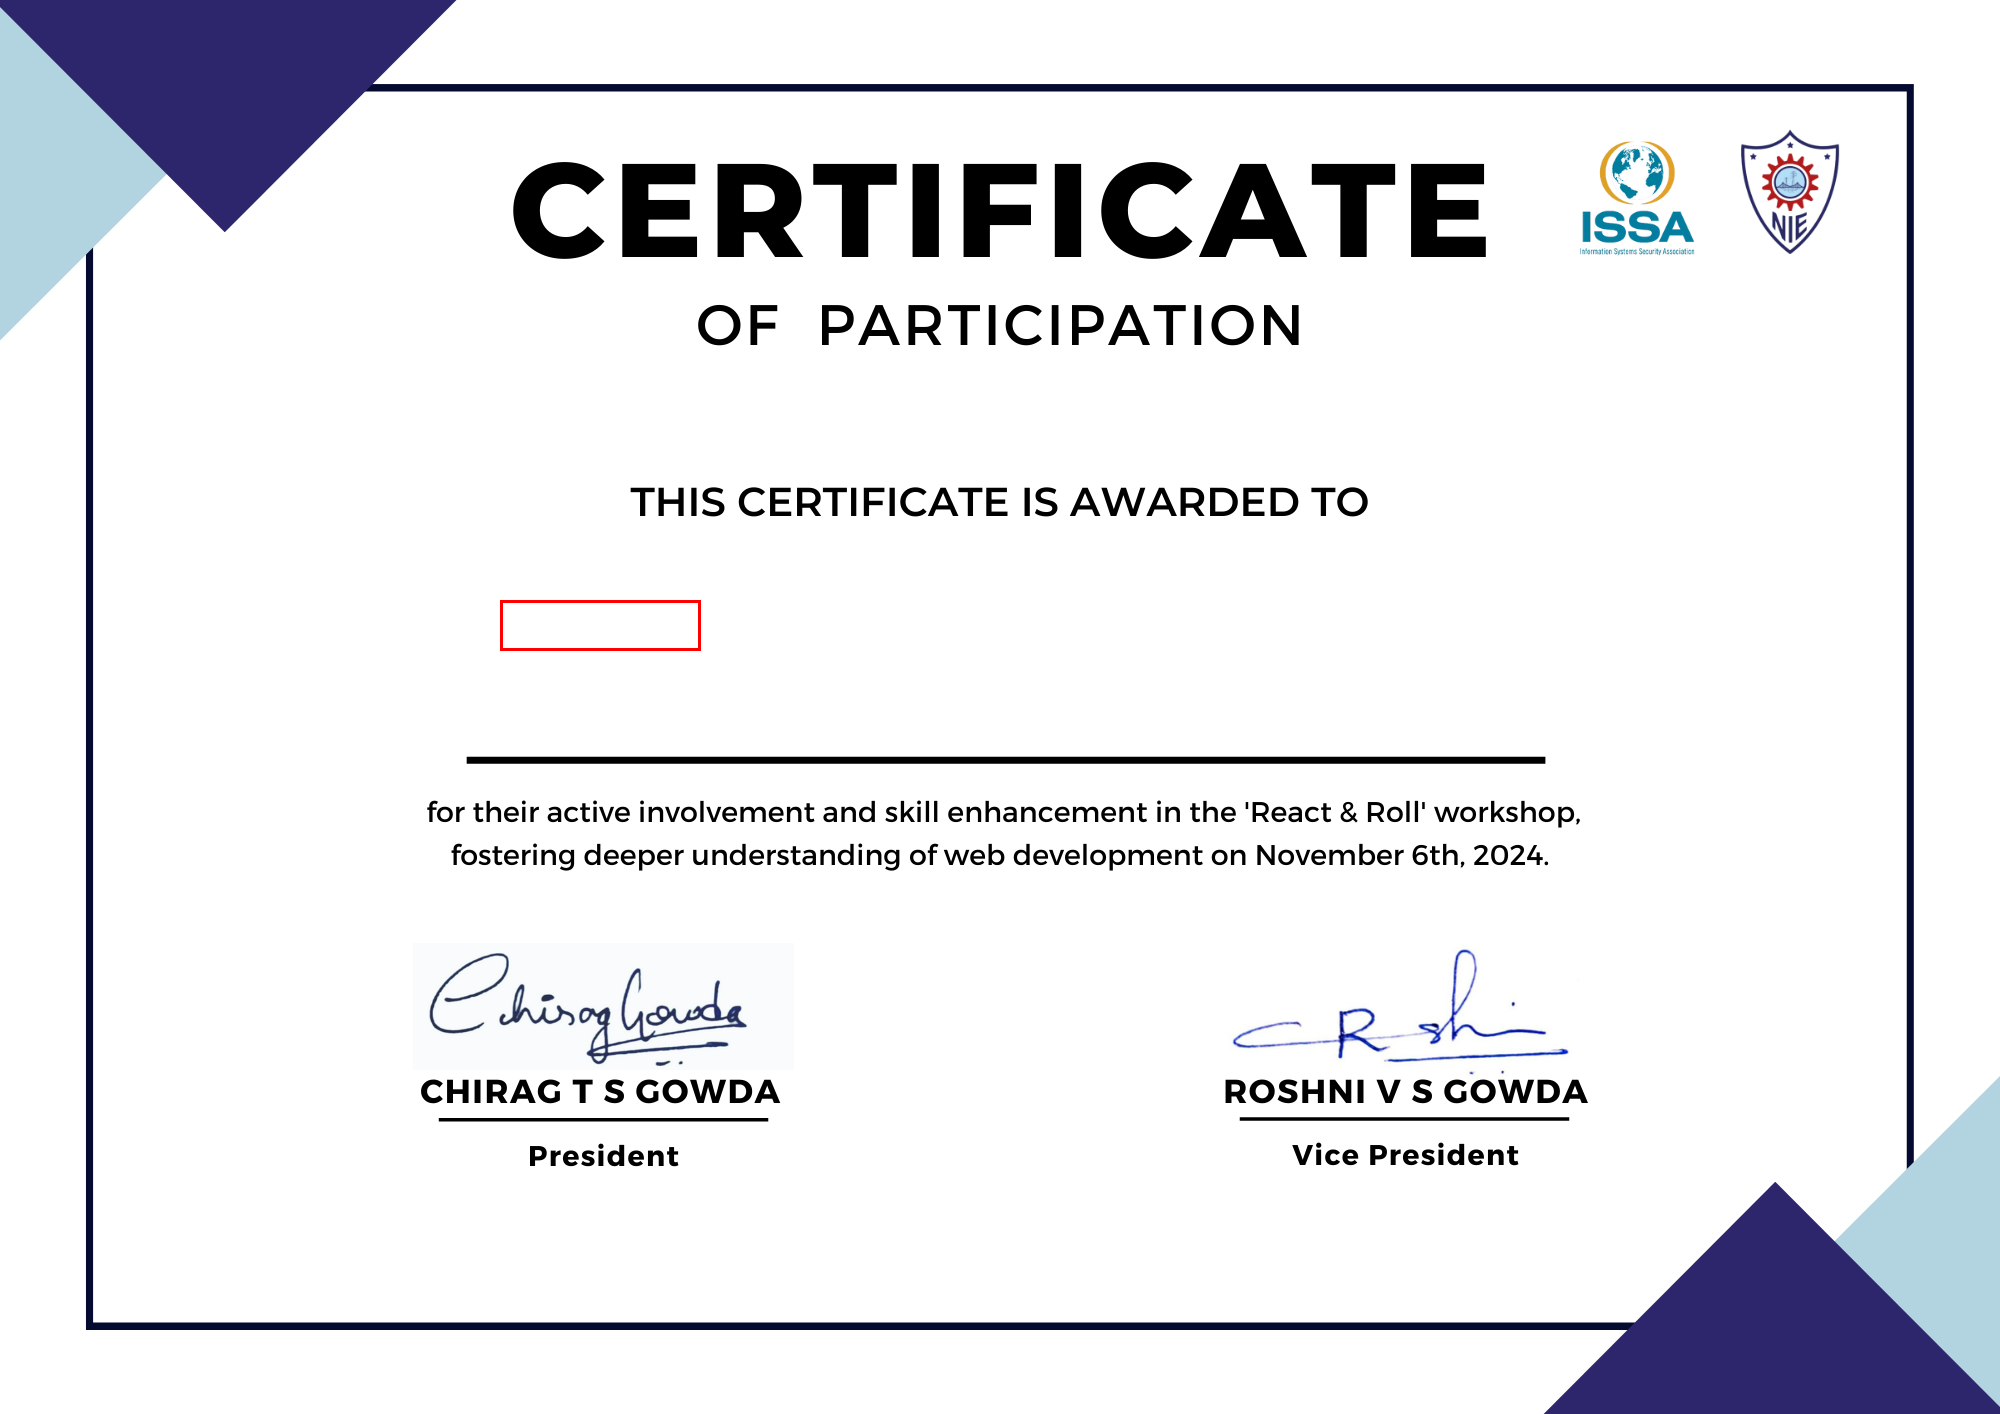 CERTIFICATE
ISSA
Information Systems Security Association
NIE
OF PARTICIPATION
THIS CERTIFICATE IS AWARDED TO
for their active involvement and skill enhancement in the 'React & Roll' workshop,
fostering deeper understanding of web development on November 6th, 2024.
Chirag Gowda
C Roshni
CHIRAG T S GOWDA
ROSHNI V S GOWDA
President
Vice President